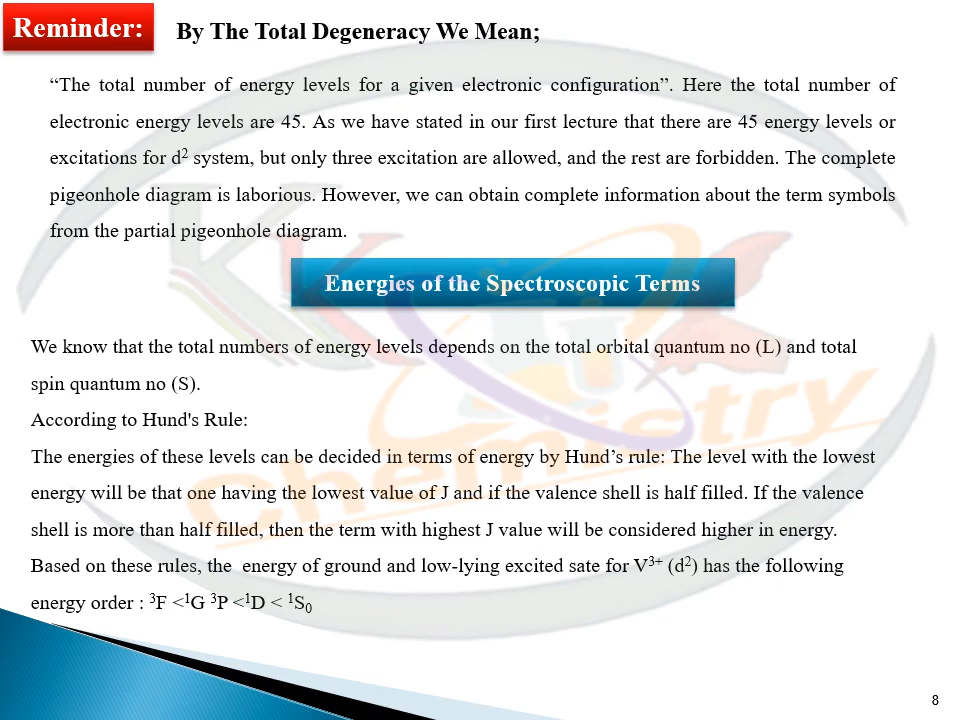 Reminder:
By The Total Degeneracy We Mean;
“The total number of energy levels for a given electronic configuration”. Here the total number of
electronic energy levels are 45. As we have stated in our first lecture that there are 45 energy levels or
excitations for d² system, but only three excitation are allowed, and the rest are forbidden. The complete
pigeonhole diagram is laborious. However, we can obtain complete information about the term symbols
from the partial pigeonhole diagram.
Energies of the Spectroscopic Terms
We know that the total numbers of energy levels depends on the total orbital quantum no (L) and total
spin quantum no (S).
According to Hund's Rule:
The energies of these levels can be decided in terms of energy by Hund’s rule: The level with the lowest
energy will be that one having the lowest value of J and if the valence shell is half filled. If the valence
shell is more than half filled, then the term with highest J value will be considered higher in energy.
Based on these rules, the energy of ground and low-lying excited sate for V³⁺ (d²) has the following
energy order : ³F <¹G ³P <¹D < ¹S₀
Chemistry
8